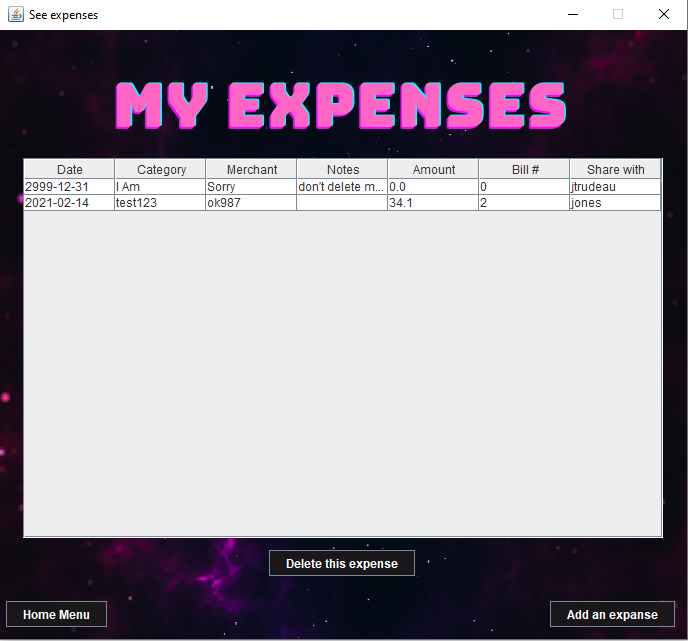 See expenses
MY EXPENSES
Date Category Merchant Notes Amount Bill # Share with
2999-12-31 I Am Sorry don't delete m... 0.0 0 jtrudeau
2021-02-14 test123 ok987 34.1 2 jones
Delete this expense
Home Menu Add an expanse